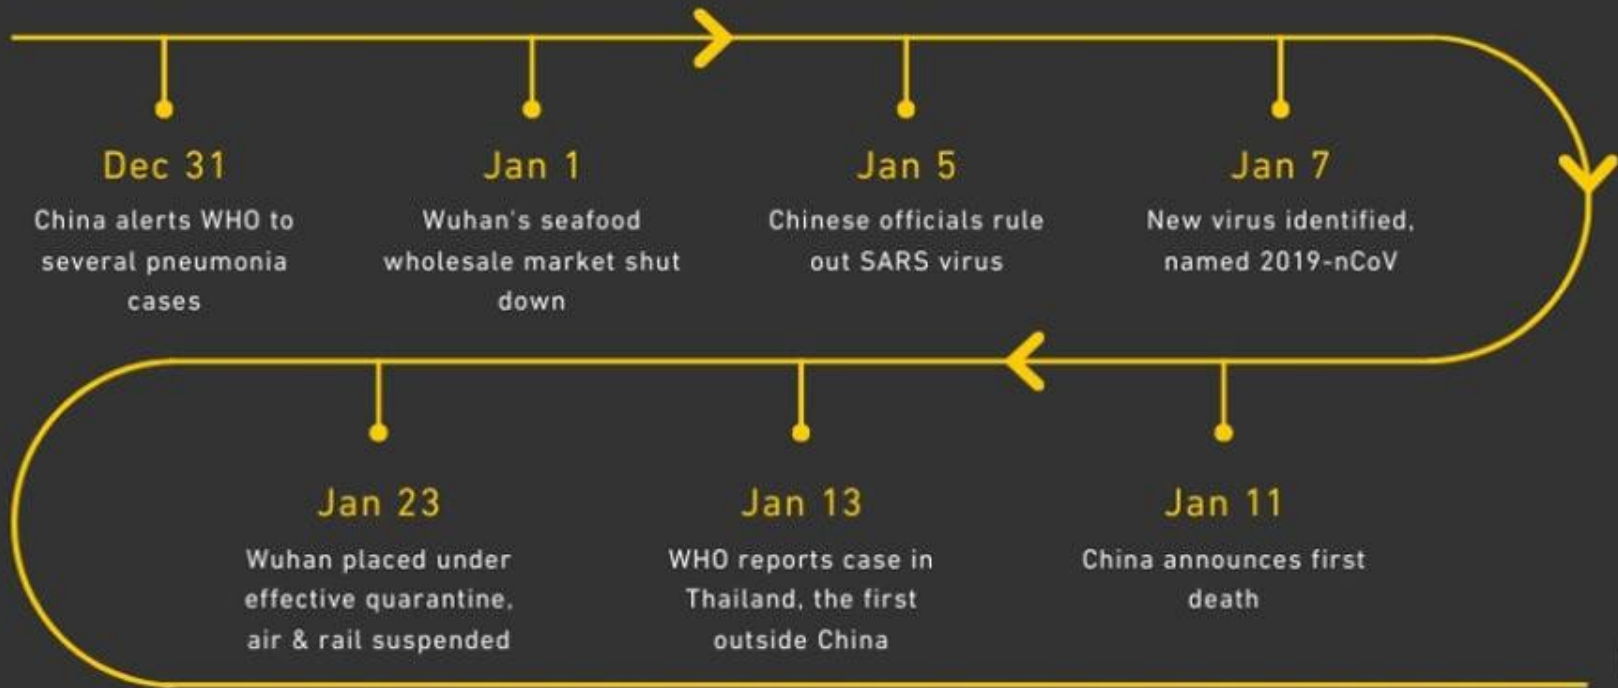 Dec 31
China alerts WHO to
several pneumonia
cases
Jan 1
Wuhan's seafood
wholesale market shut
down
Jan 5
Chinese officials rule
out SARS virus
Jan 7
New virus identified,
named 2019-nCoV
Jan 11
China announces first
death
Jan 13
WHO reports case in
Thailand, the first
outside China
Jan 23
Wuhan placed under
effective quarantine,
air & rail suspended